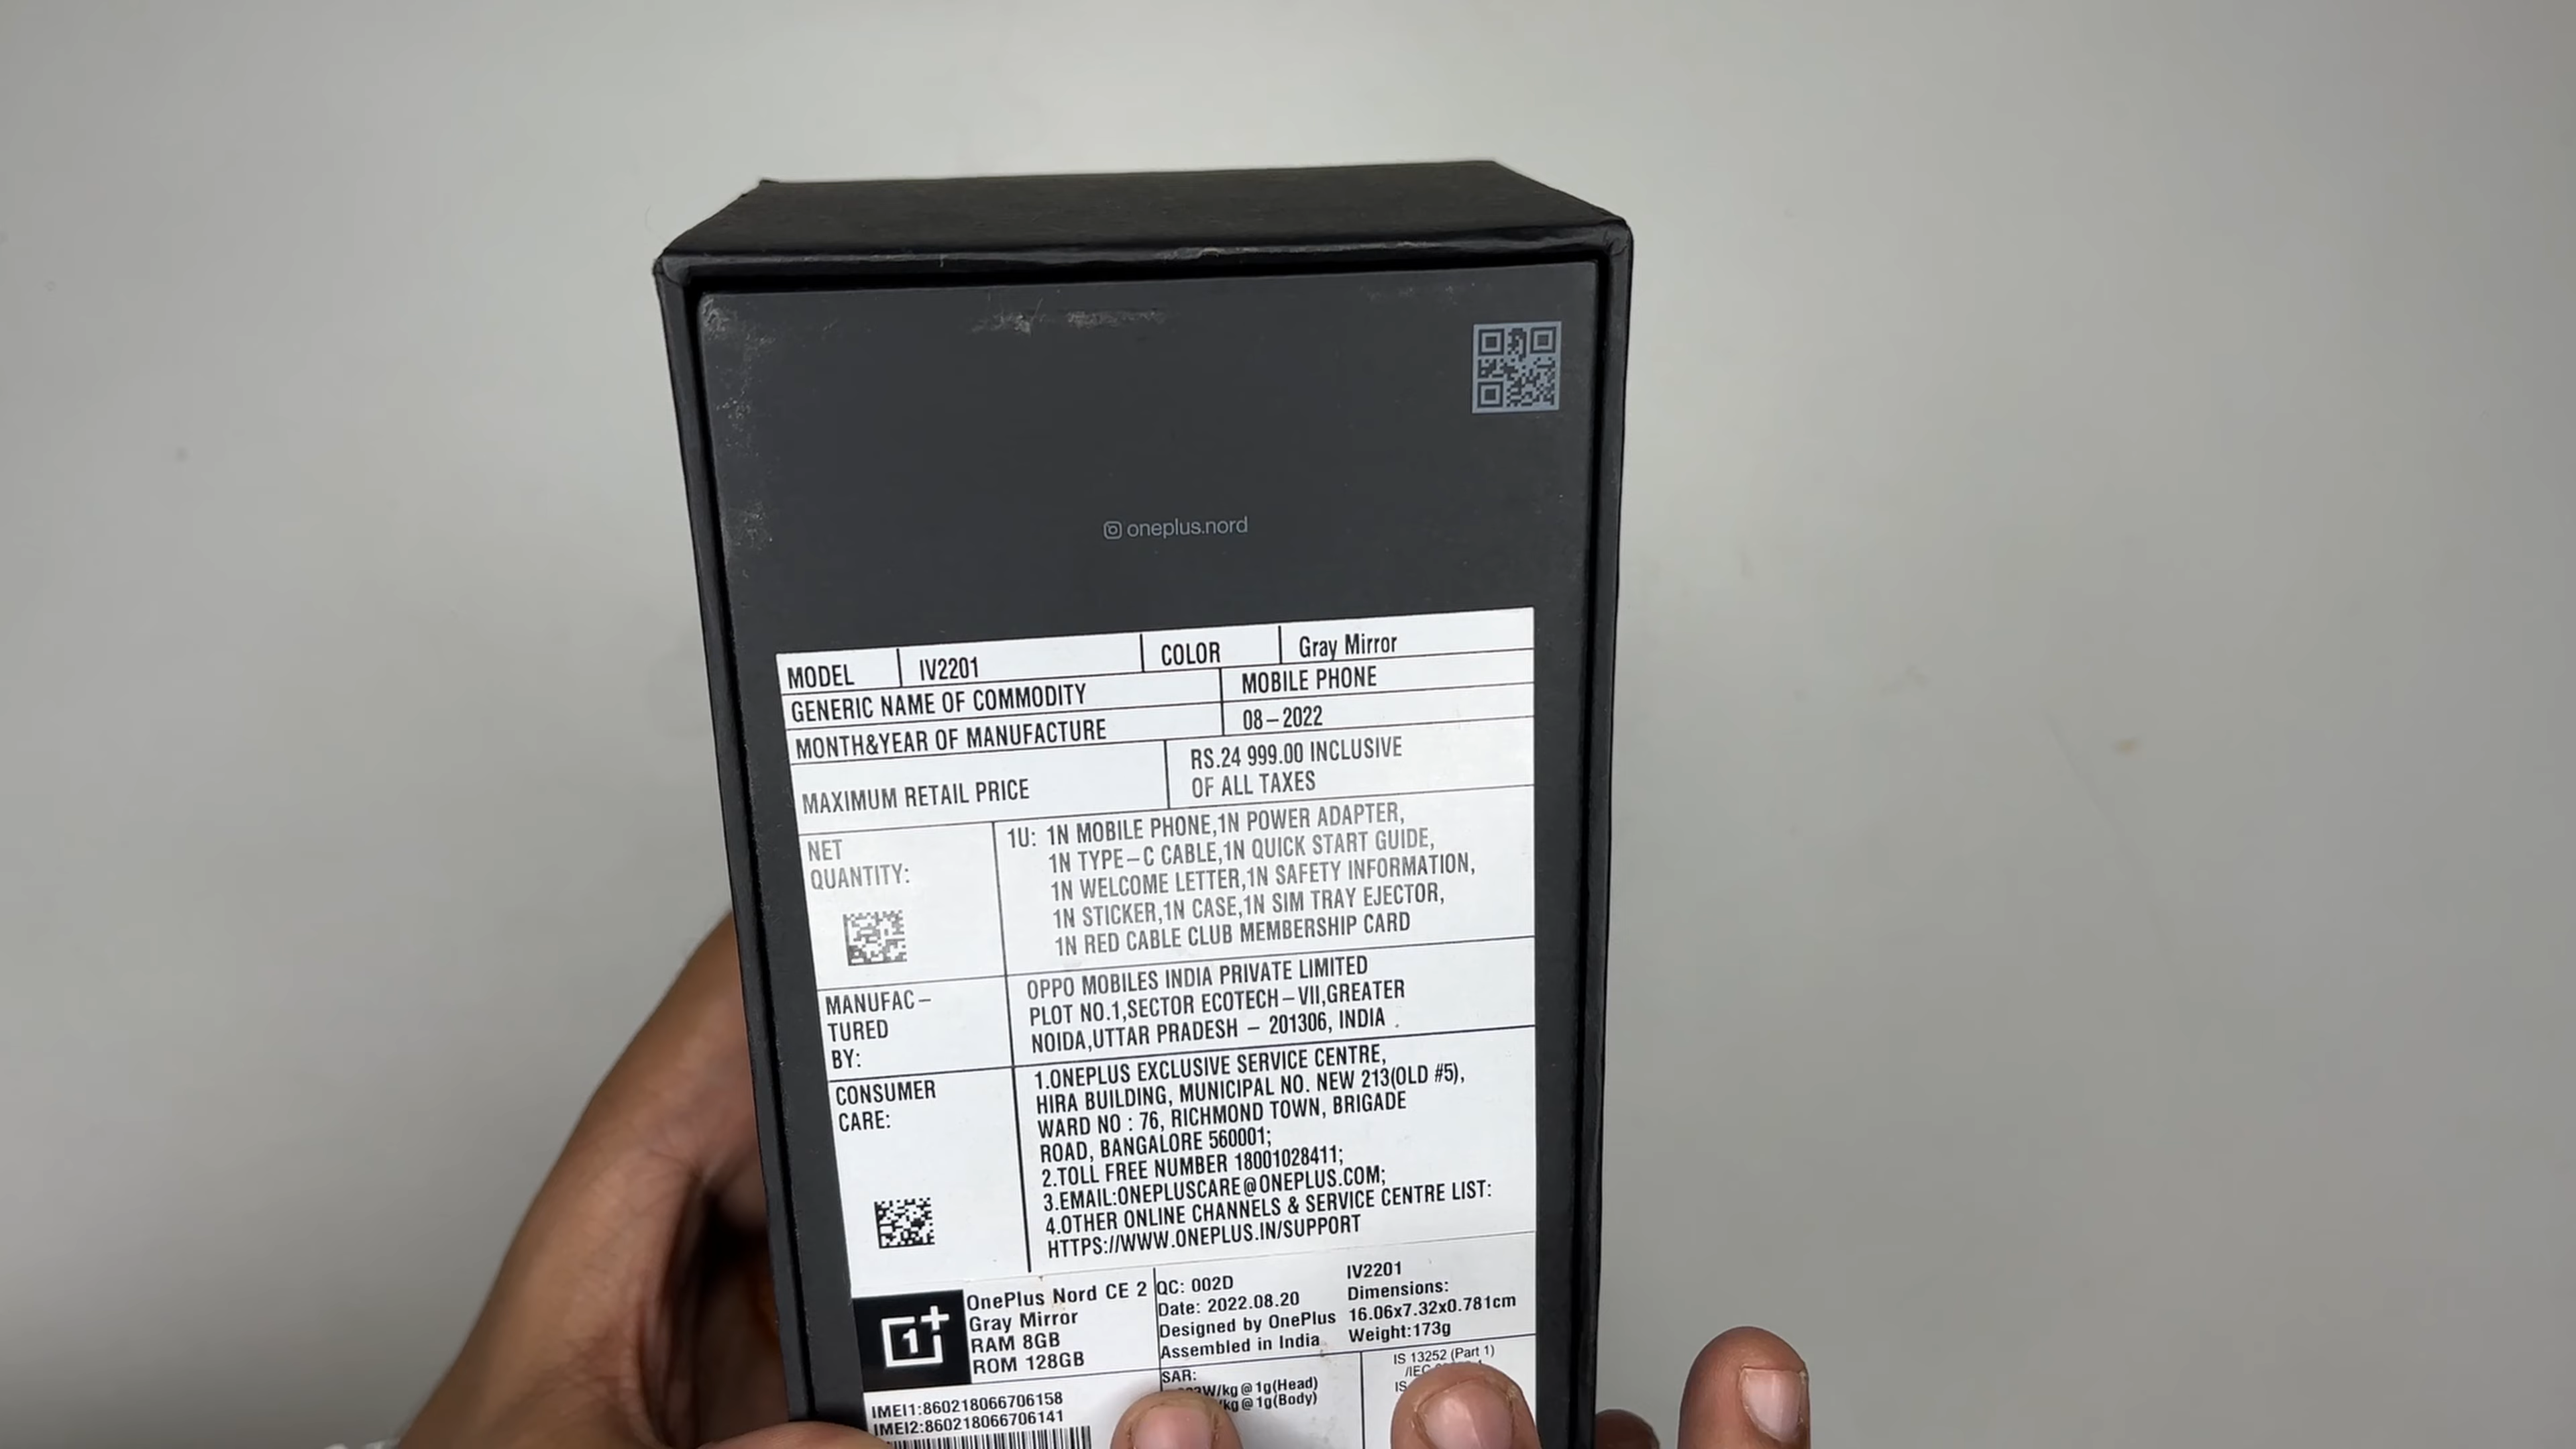 oneplus.nord
MODEL IV2201 COLOR Gray Mirror
GENERIC NAME OF COMMODITY MOBILE PHONE
MONTH&YEAR OF MANUFACTURE 08-2022
MAXIMUM RETAIL PRICE RS.24 999.00 INCLUSIVE
OF ALL TAXES
NET
QUANTITY:
1U: 1N MOBILE PHONE,1N POWER ADAPTER,
1N TYPE-C CABLE,1N QUICK START GUIDE,
1N WELCOME LETTER,1N SAFETY INFORMATION,
1N STICKER,1N CASE,1N SIM TRAY EJECTOR,
1N RED CABLE CLUB MEMBERSHIP CARD
MANUFAC-
TURED
BY:
OPPO MOBILES INDIA PRIVATE LIMITED
PLOT NO.1,SECTOR ECOTECH-VII,GREATER
NOIDA,UTTAR PRADESH - 201306, INDIA
CONSUMER
CARE:
1.ONEPLUS EXCLUSIVE SERVICE CENTRE,
HIRA BUILDING, MUNICIPAL NO. NEW 213(OLD #5),
WARD NO : 76, RICHMOND TOWN, BRIGADE
ROAD, BANGALORE 560001;
2.TOLL FREE NUMBER 18001028411;
3.EMAIL:ONEPLUSCARE@ONEPLUS.COM;
4.OTHER ONLINE CHANNELS & SERVICE CENTRE LIST:
HTTPS://WWW.ONEPLUS.IN/SUPPORT
OnePlus Nord CE 2
Gray Mirror
RAM 8GB
ROM 128GB
QC: 002D
Date: 2022.08.20
Designed by OnePlus
Assembled in India
IV2201
Dimensions:
16.06x7.32x0.781cm
Weight:173g
SAR:
W/kg@1g(Head)
/kg@1g(Body)
IS 13252 (Part 1)
/IEC
IS
IMEI1:860218066706158
IMEI2:860218066706141